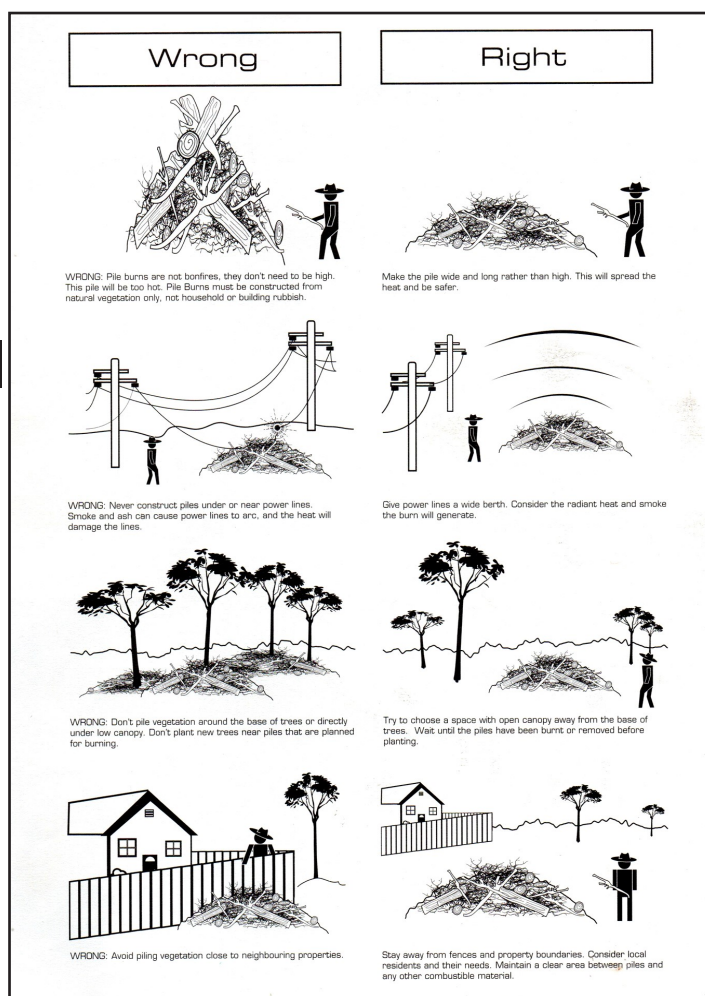 Wrong
Right
WRONG: Pile burns are not bonfires, they don't need to be high.
This pile will be too hot. Pile Burns must be constructed from
natural vegetation only, not household or building rubbish.
Make the pile wide and long rather than high. This will spread the
heat and be safer.
WRONG: Never construct piles under or near power lines.
Smoke and ash can cause power lines to arc, and the heat will
damage the lines.
Give power lines a wide berth. Consider the radiant heat and smoke
the burn will generate.
WRONG: Don't pile vegetation around the base of trees or directly
under low canopy. Don't plant new trees near piles that are planned
for burning.
Try to choose a space with open canopy away from the base of
trees. Wait until the piles have been burnt or removed before
planting.
WRONG: Avoid piling vegetation close to neighbouring properties.
Stay away from fences and property boundaries. Consider local
residents and their needs. Maintain a clear area between piles and
any other combustible material.